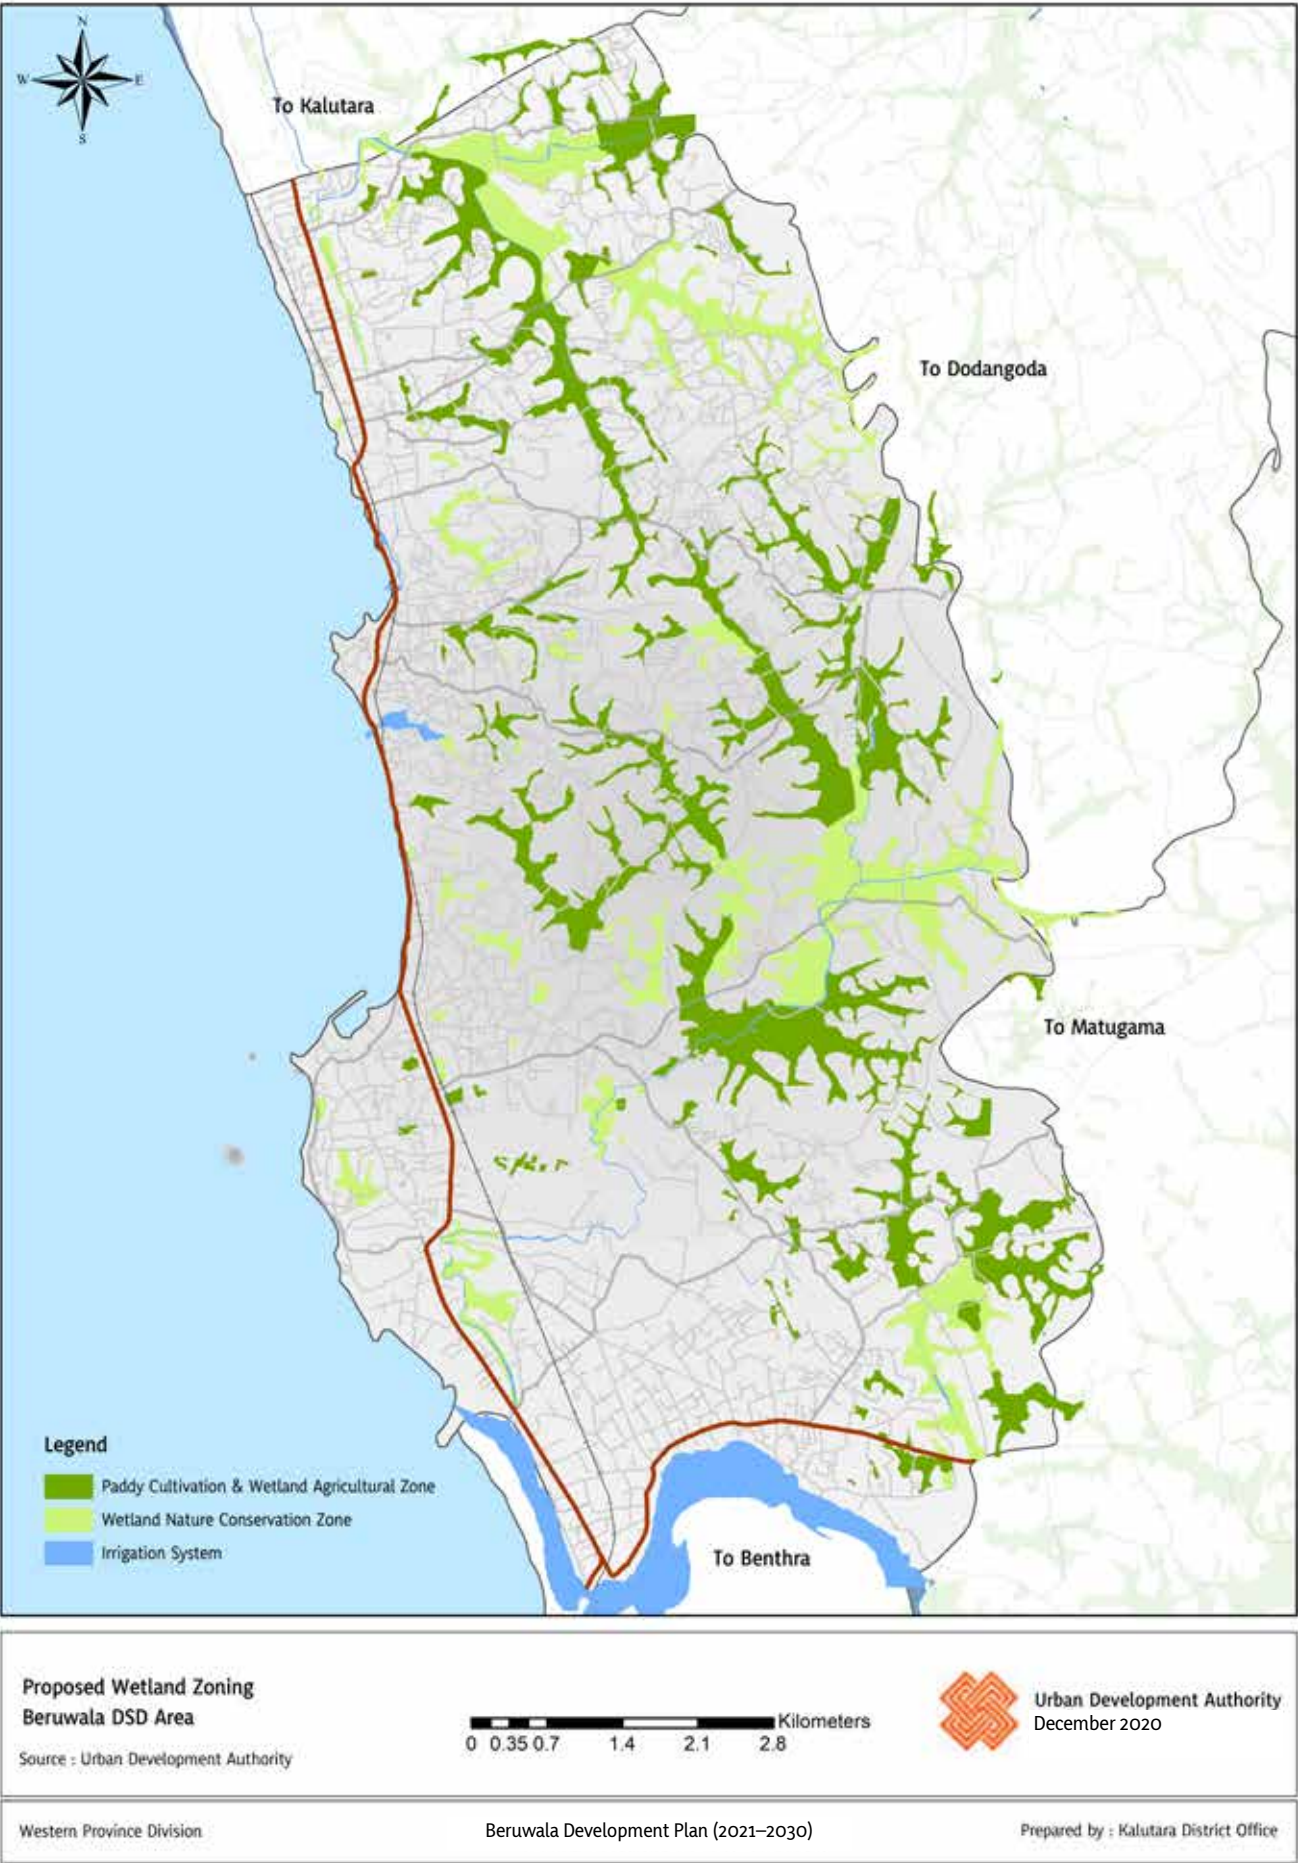 N
W
E
S
To Kalutara
To Dodangoda
To Matugama
To Benthra
Legend
Paddy Cultivation & Wetland Agricultural Zone
Wetland Nature Conservation Zone
Irrigation System
Proposed Wetland Zoning
Beruwala DSD Area
Source : Urban Development Authority
Kilometers
0 0.35 0.7 1.4 2.1 2.8
Urban Development Authority
December 2020
Western Province Division
Beruwala Development Plan (2021–2030)
Prepared by : Kalutara District Office